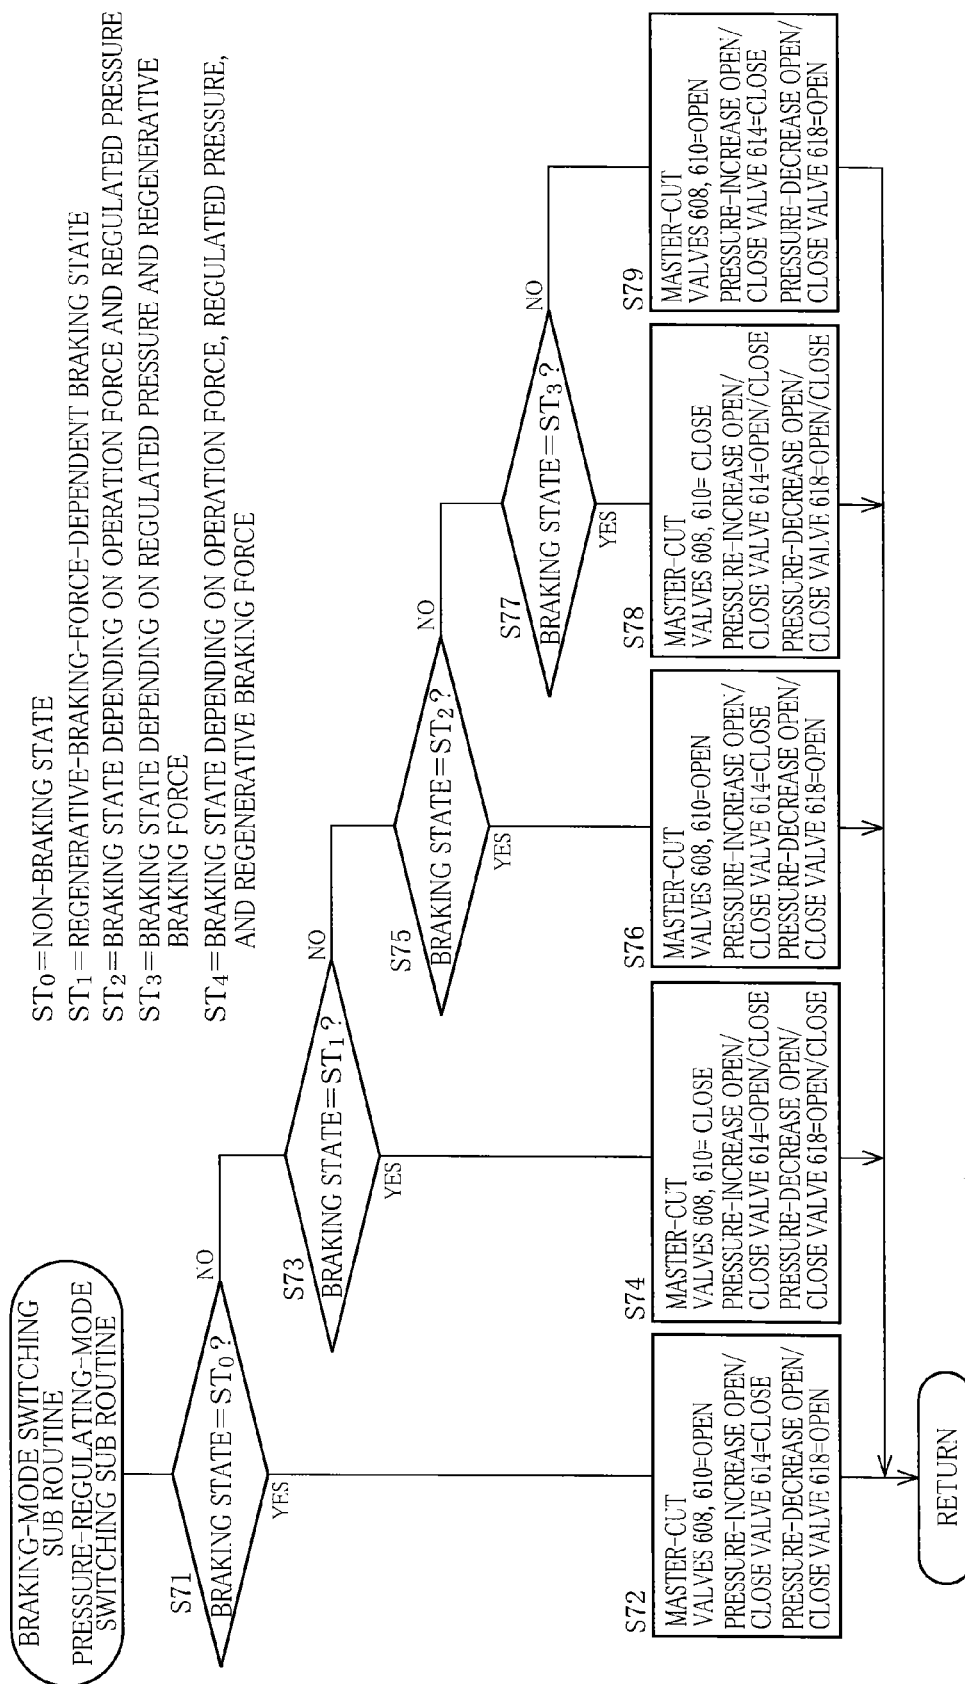 BRAKING-MODE SWITCHING
SUB ROUTINE
PRESSURE-REGULATING-MODE
SWITCHING SUB ROUTINE
ST0=NON-BRAKING STATE
ST1=REGENERATIVE-BRAKING-FORCE-DEPENDENT BRAKING STATE
ST2=BRAKING STATE DEPENDING ON OPERATION FORCE AND REGULATED PRESSURE
ST3=BRAKING STATE DEPENDING ON REGULATED PRESSURE AND REGENERATIVE
BRAKING FORCE
ST4=BRAKING STATE DEPENDING ON OPERATION FORCE, REGULATED PRESSURE,
AND REGENERATIVE BRAKING FORCE
S71
BRAKING STATE=ST0?
NO
YES
S73
BRAKING STATE=ST1?
NO
YES
S75
BRAKING STATE=ST2?
NO
YES
S77
BRAKING STATE=ST3?
NO
YES
S72
MASTER-CUT
VALVES 608, 610=OPEN
PRESSURE-INCREASE OPEN/
CLOSE VALVE 614=CLOSE
PRESSURE-DECREASE OPEN/
CLOSE VALVE 618=OPEN
S74
MASTER-CUT
VALVES 608, 610= CLOSE
PRESSURE-INCREASE OPEN/
CLOSE VALVE 614=OPEN/CLOSE
PRESSURE-DECREASE OPEN/
CLOSE VALVE 618=OPEN/CLOSE
S76
MASTER-CUT
VALVES 608, 610=OPEN
PRESSURE-INCREASE OPEN/
CLOSE VALVE 614=CLOSE
PRESSURE-DECREASE OPEN/
CLOSE VALVE 618=OPEN
S78
MASTER-CUT
VALVES 608, 610= CLOSE
PRESSURE-INCREASE OPEN/
CLOSE VALVE 614=OPEN/CLOSE
PRESSURE-DECREASE OPEN/
CLOSE VALVE 618=OPEN/CLOSE
S79
MASTER-CUT
VALVES 608, 610=OPEN
PRESSURE-INCREASE OPEN/
CLOSE VALVE 614=CLOSE
PRESSURE-DECREASE OPEN/
CLOSE VALVE 618=OPEN
RETURN